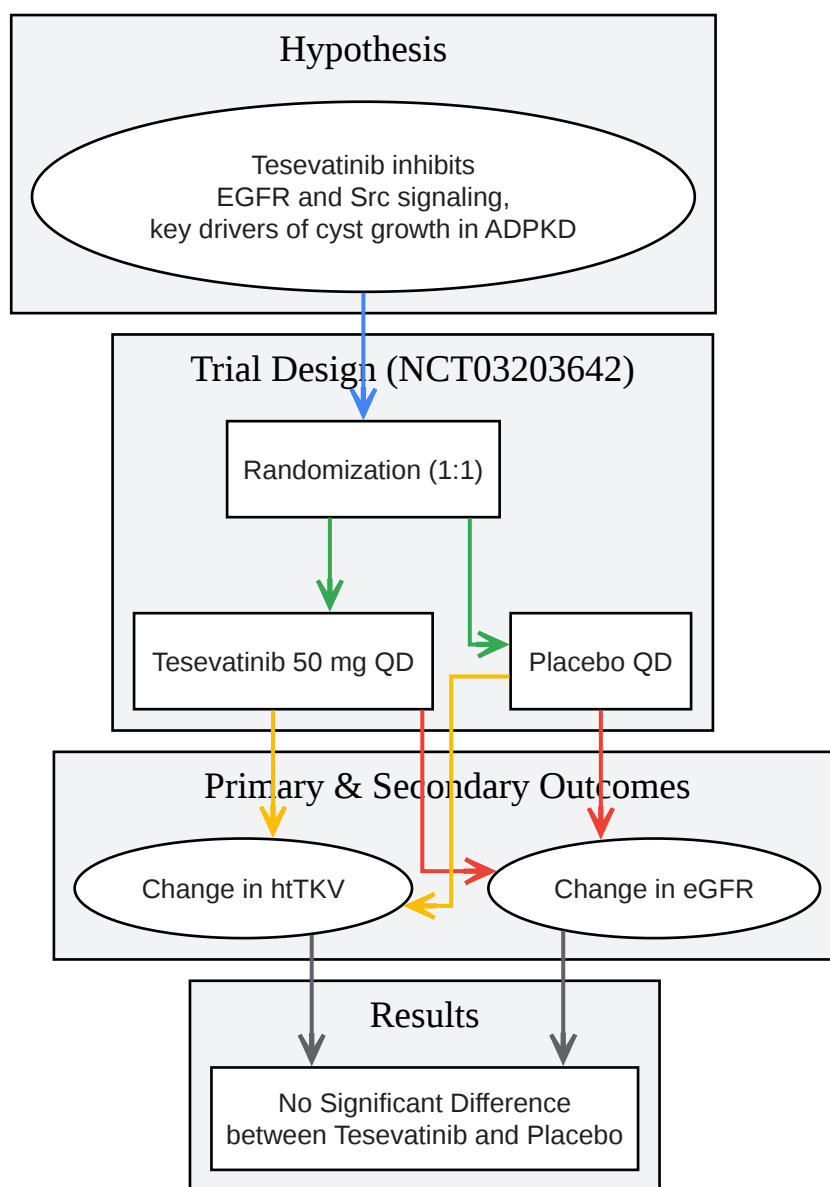 Hypothesis
Tesevatinib inhibits
EGFR and Src signaling,
key drivers of cyst growth in ADPKD
Trial Design (NCT03203642)
Randomization (1:1)
Tesevatinib 50 mg QD
Placebo QD
Primary & Secondary Outcomes
Change in htTKV
Change in eGFR
Results
No Significant Difference
between Tesevatinib and Placebo